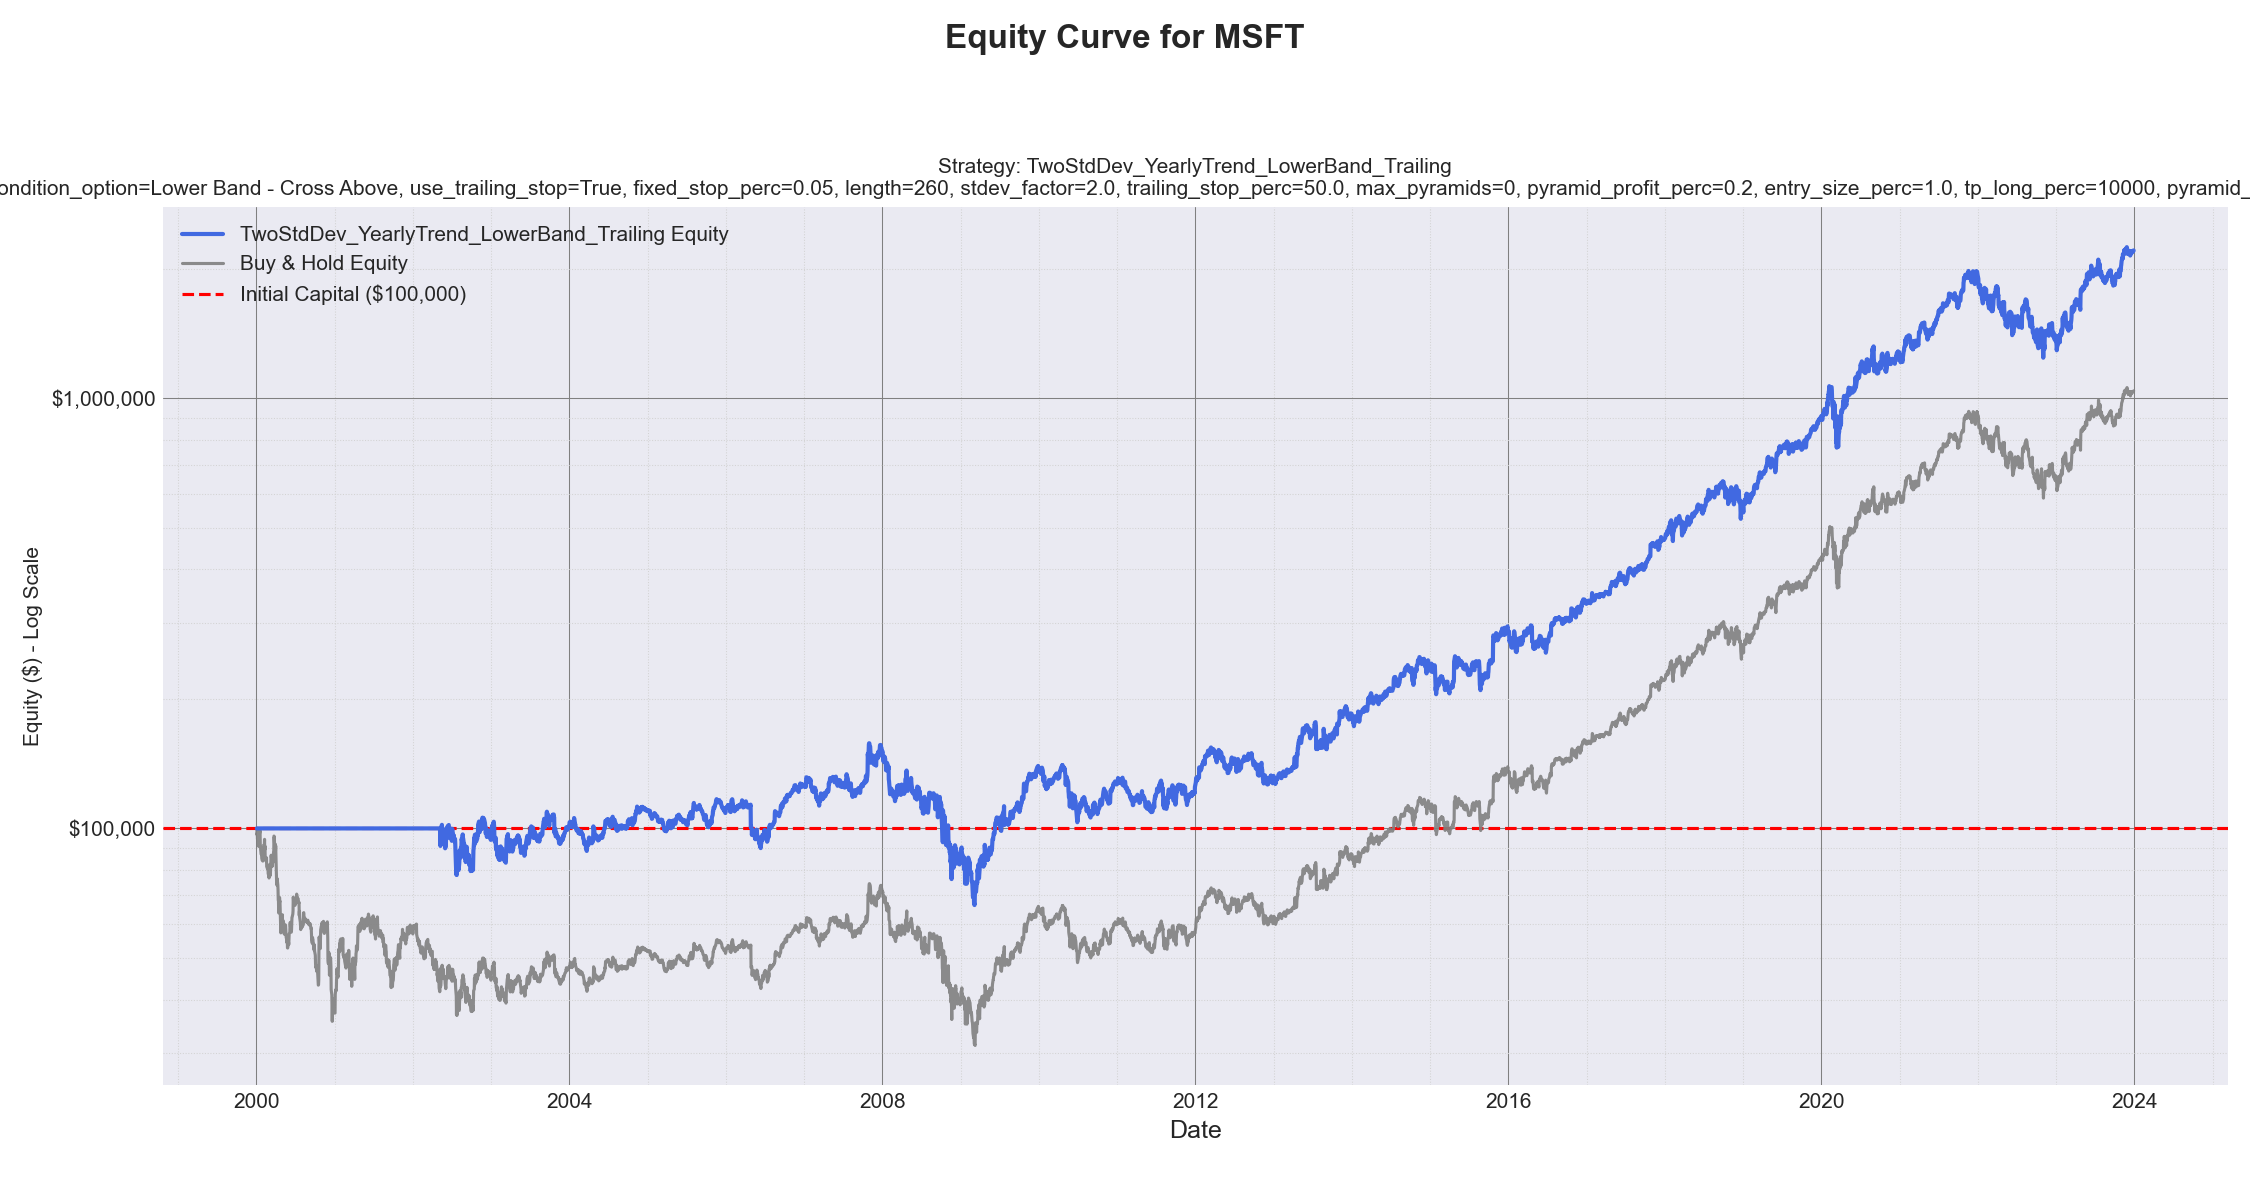 Equity Curve for MSFT
Strategy: TwoStdDev_YearlyTrend_LowerBand_Trailing
ondition_option=Lower Band - Cross Above, use_trailing_stop=True, fixed_stop_perc=0.05, length=260, stdev_factor=2.0, trailing_stop_perc=50.0, max_pyramids=0, pyramid_profit_perc=0.2, entry_size_perc=1.0, tp_long_perc=10000, pyramid_
TwoStdDev_YearlyTrend_LowerBand_Trailing Equity
Buy & Hold Equity
Initial Capital ($100,000)
Equity ($) - Log Scale
$1,000,000
$100,000
2000
2004
2008
2012
2016
2020
2024
Date